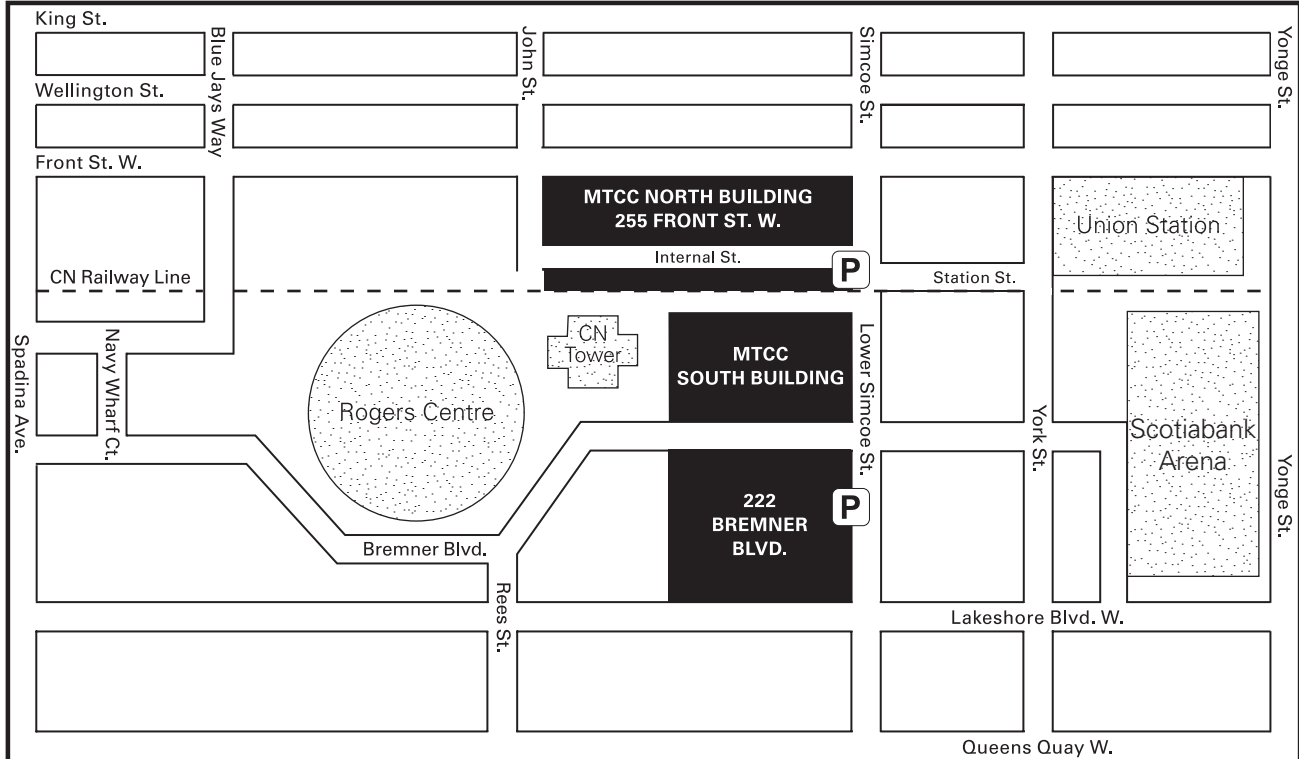 King St.
Blue Jays Way
John St.
Simcoe St.
Yonge St.
Wellington St.
Front St. W.
MTCC NORTH BUILDING
255 FRONT ST. W.
Union Station
Internal St.
P
CN Railway Line
Station St.
Spadina Ave.
Navy Wharf Ct.
CN
Tower
MTCC
SOUTH BUILDING
Lower Simcoe St.
Rogers Centre
York St.
Scotiabank
Arena
Yonge St.
222
BREMNER
BLVD.
P
Bremner Blvd.
Rees St.
Lakeshore Blvd. W.
Queens Quay W.